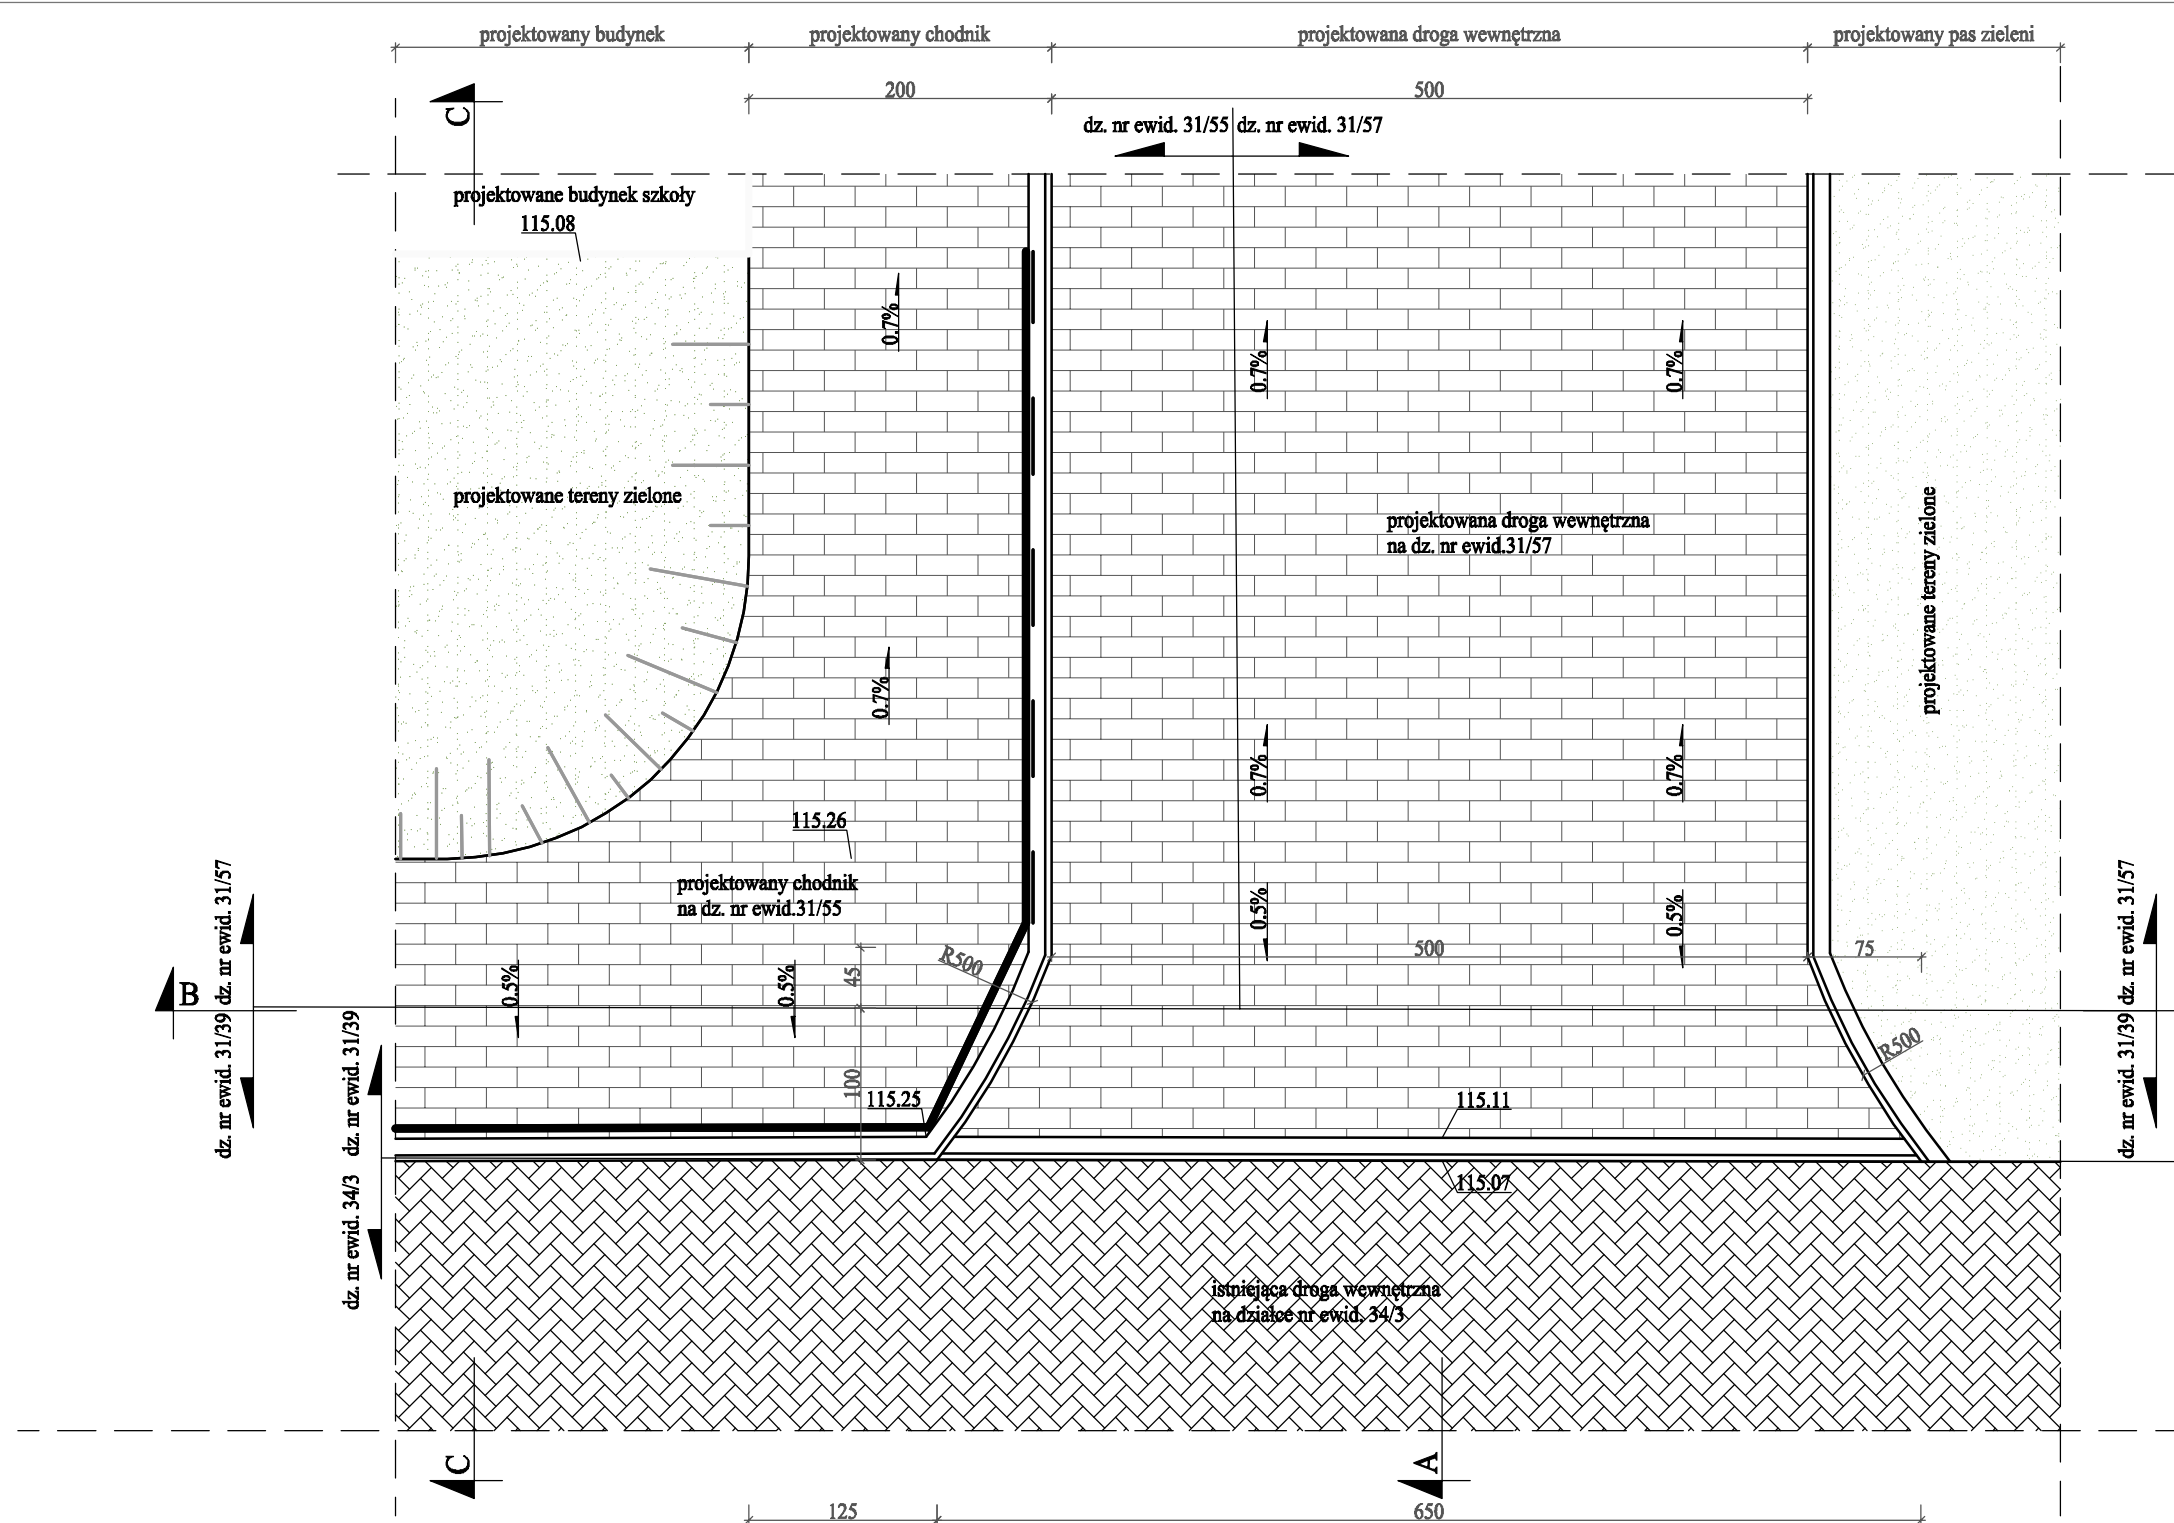 projektowany budynek
projektowany chodnik
projektowana droga wewnętrzna
projektowany pas zieleni
200
500
C
dz. nr ewid. 31/55
dz. nr ewid. 31/57
projektowane budynek szkoły
115.08
0.7%
0.7%
0.7%
projektowane tereny zielone
projektowana droga wewnętrzna
na dz. nr ewid.31/57
projektowane tereny zielone
0.7%
0.7%
0.7%
115.26
projektowany chodnik
na dz. nr ewid.31/55
0.5%
0.5%
500
75
R500
45
0.5%
0.5%
dz. nr ewid. 31/57
dz. nr ewid. 31/39
B
dz. nr ewid. 31/57
dz. nr ewid. 31/39
R500
100
115.25
115.11
115.07
dz. nr ewid. 31/39
dz. nr ewid. 34/3
istniejąca droga wewnętrzna
na działce nr ewid. 34/3
C
A
125
650